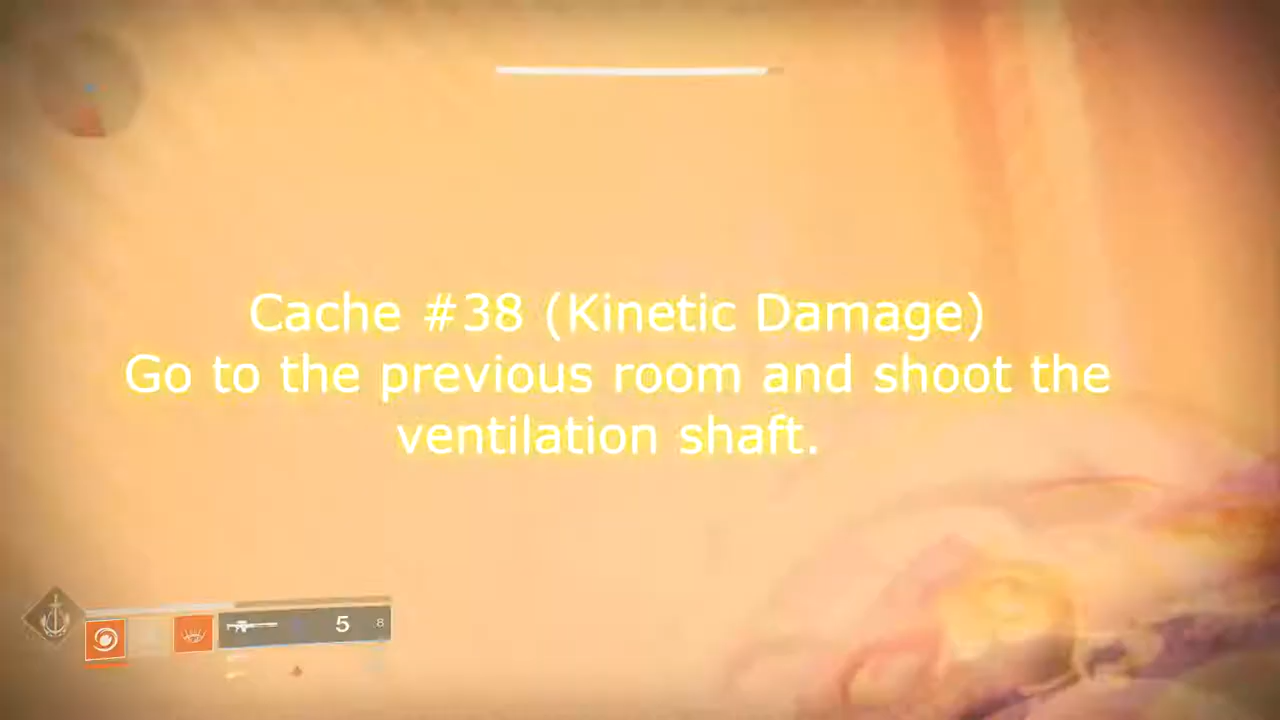 Cache #38 (Kinetic Damage)
Go to the previous room and shoot the
ventilation shaft.
5
8